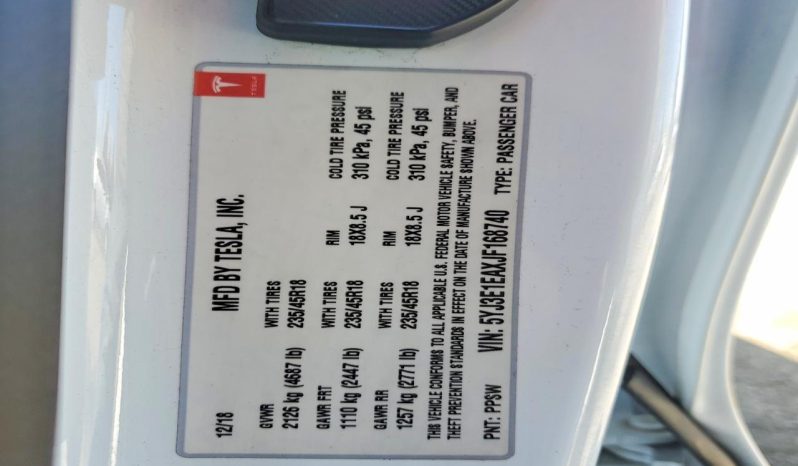 TESLA
MFD BY TESLA, INC.
12/18
GVWR WITH TIRES RIM COLD TIRE PRESSURE
2126 kg (4687 lb) 235/45R18
GAWR FRT WITH TIRES
1110 kg (2447 lb) 235/45R18 18X8.5 J 310 kPa, 45 psi
GAWR RR WITH TIRES RIM COLD TIRE PRESSURE
1257 kg (2771 lb) 235/45R18 18X8.5 J 310 kPa, 45 psi
THIS VEHICLE CONFORMS TO ALL APPLICABLE U.S. FEDERAL MOTOR VEHICLE SAFETY, BUMPER, AND
THEFT PREVENTION STANDARDS IN EFFECT ON THE DATE OF MANUFACTURE SHOWN ABOVE.
PNT: PPSW VIN: 5YJ3E1EAXJF168740 TYPE: PASSENGER CAR